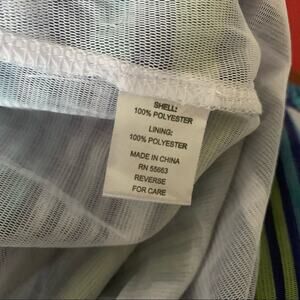 SHELL:
100% POLYESTER
LINING:
100% POLYESTER
MADE IN CHINA
RN 55663
REVERSE
FOR CARE